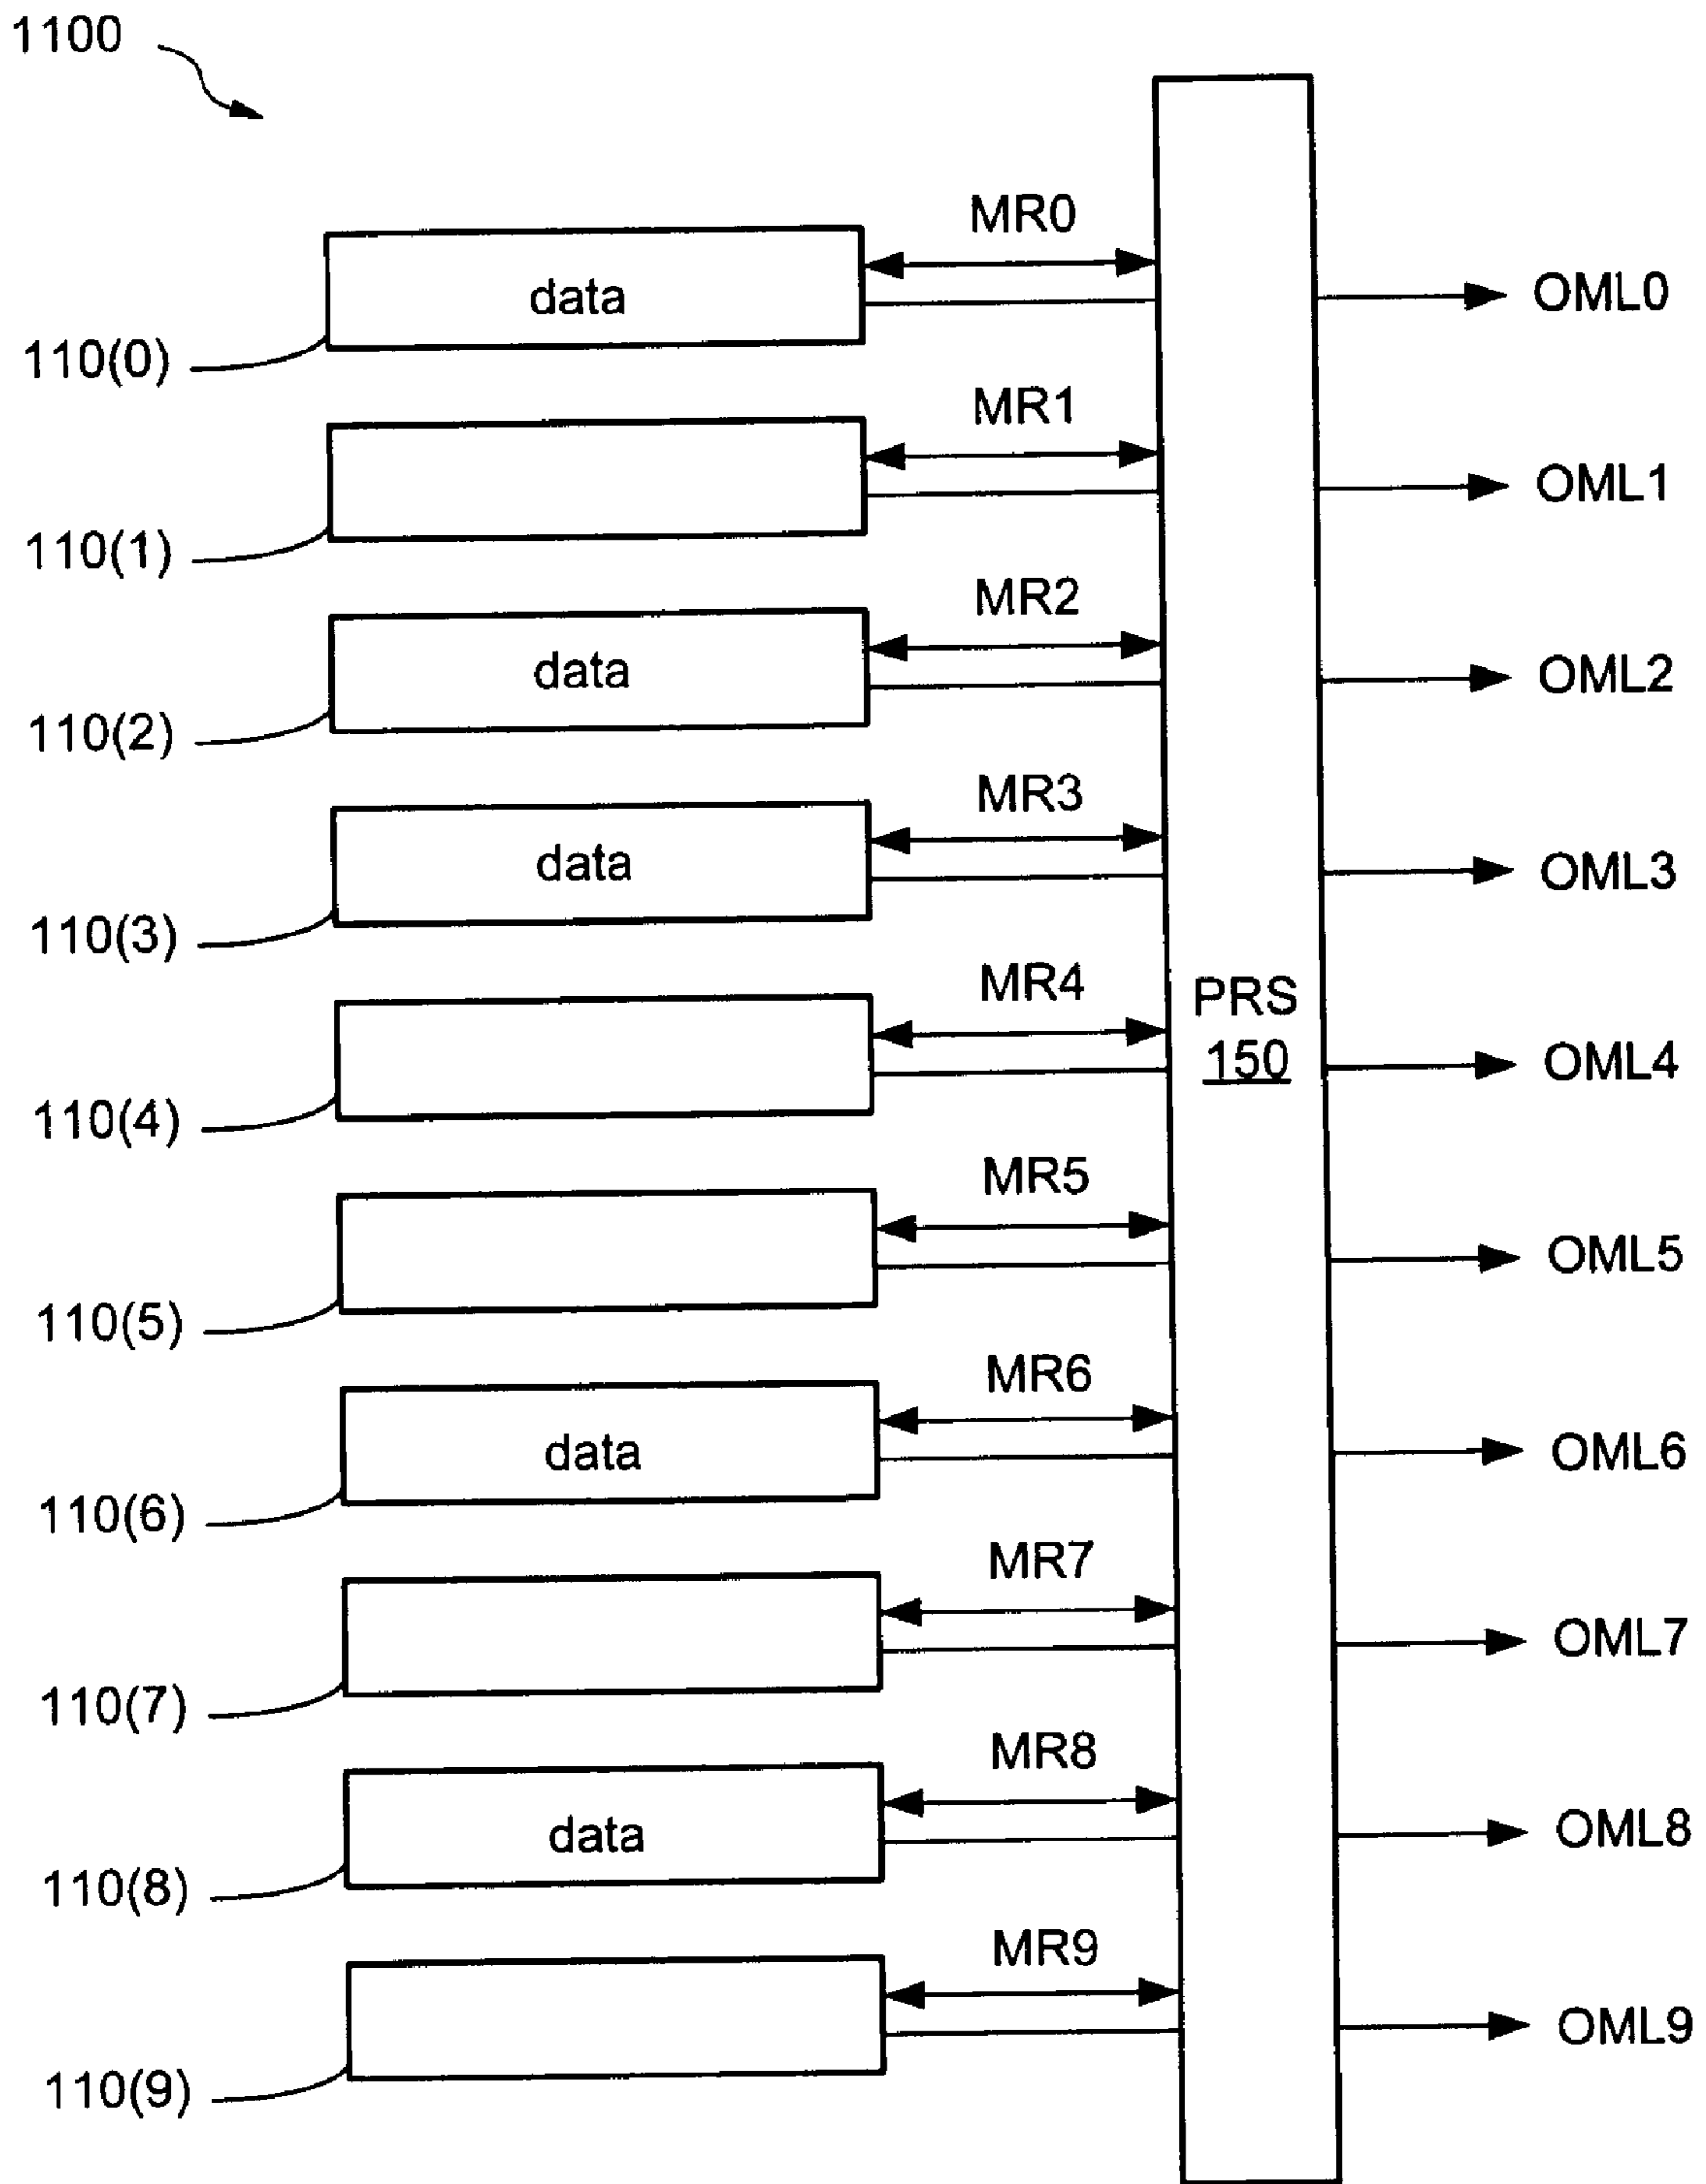 1100
MR0
data
OML0
110(0)
MR1
OML1
110(1)
MR2
data
OML2
110(2)
MR3
data
OML3
110(3)
MR4
PRS
150
OML4
110(4)
MR5
OML5
110(5)
MR6
data
OML6
110(6)
MR7
OML7
110(7)
MR8
data
OML8
110(8)
MR9
OML9
110(9)